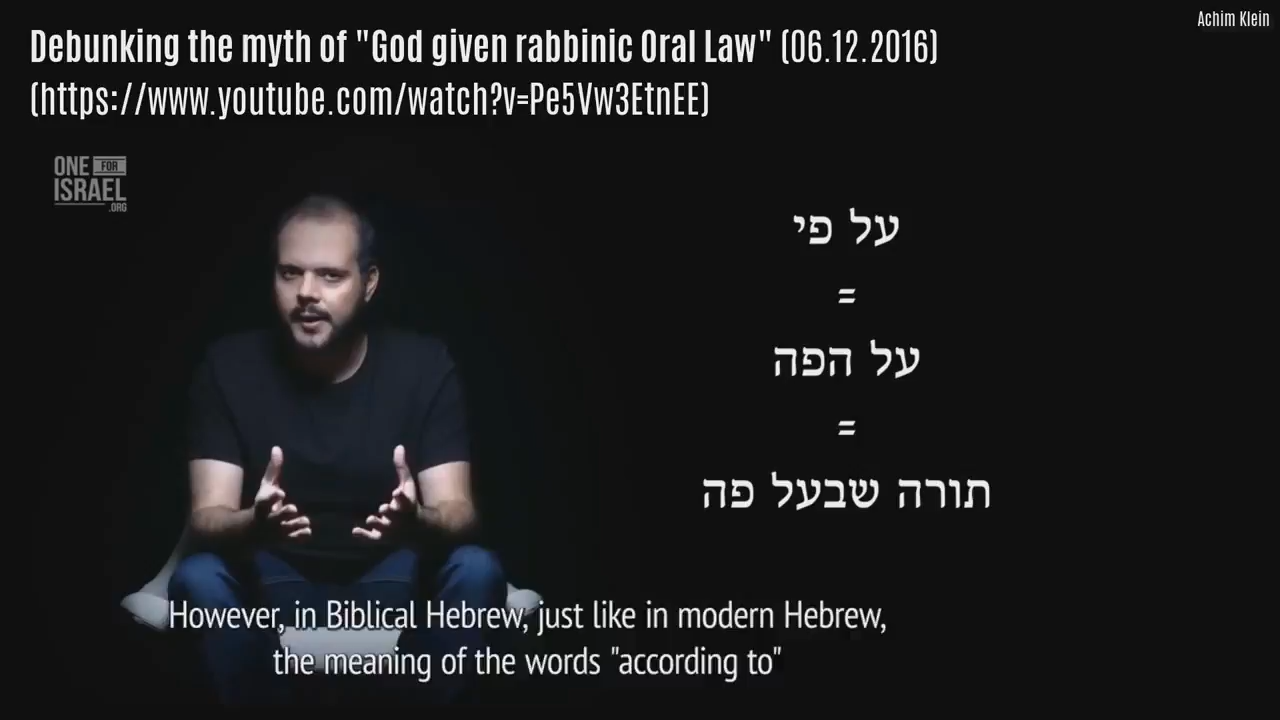 Achim Klein
Debunking the myth of "God given rabbinic Oral Law" (06.12.2016)
(https://www.youtube.com/watch?v=Pe5Vw3EtnEE)
ONE FOR
ISRAEL
.ORG
על פי
=
על הפה
=
תורה שבעל פה
However, in Biblical Hebrew, just like in modern Hebrew,
the meaning of the words "according to"